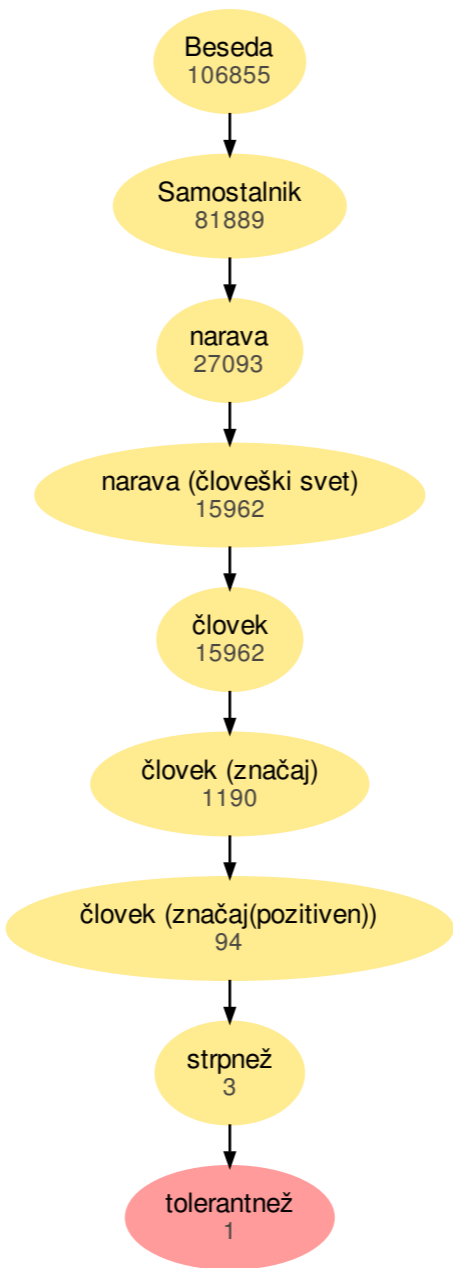 Beseda
106855
Samostalnik
81889
narava
27093
narava (človeški svet)
15962
človek
15962
človek (značaj)
1190
človek (značaj(pozitiven))
94
strpnež
3
tolerantnež
1